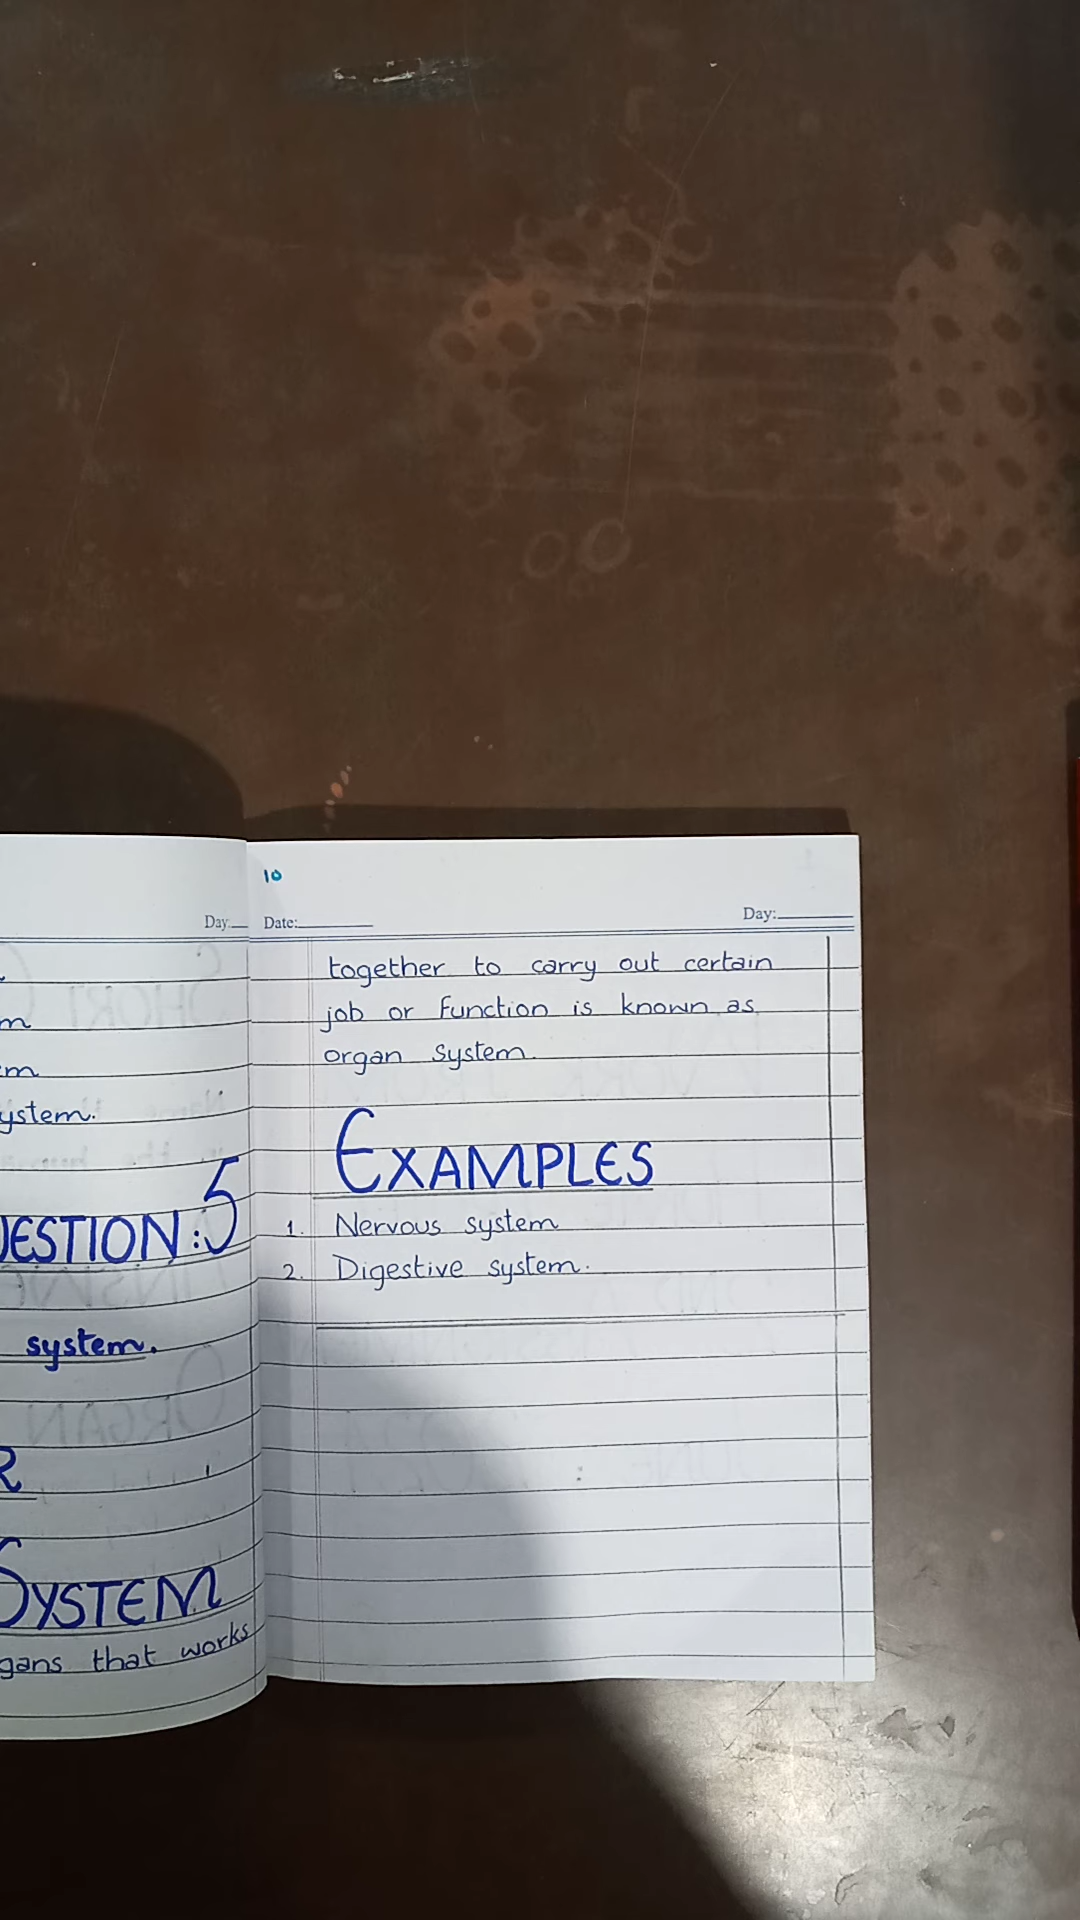 Day:
m
m
ystem.
ESTION:5
system.
R
SYSTEM
gans that works
10
Date: Day:
together to carry out certain
job or function is known as
organ system.
EXAMPLES
1. Nervous system
2. Digestive system.